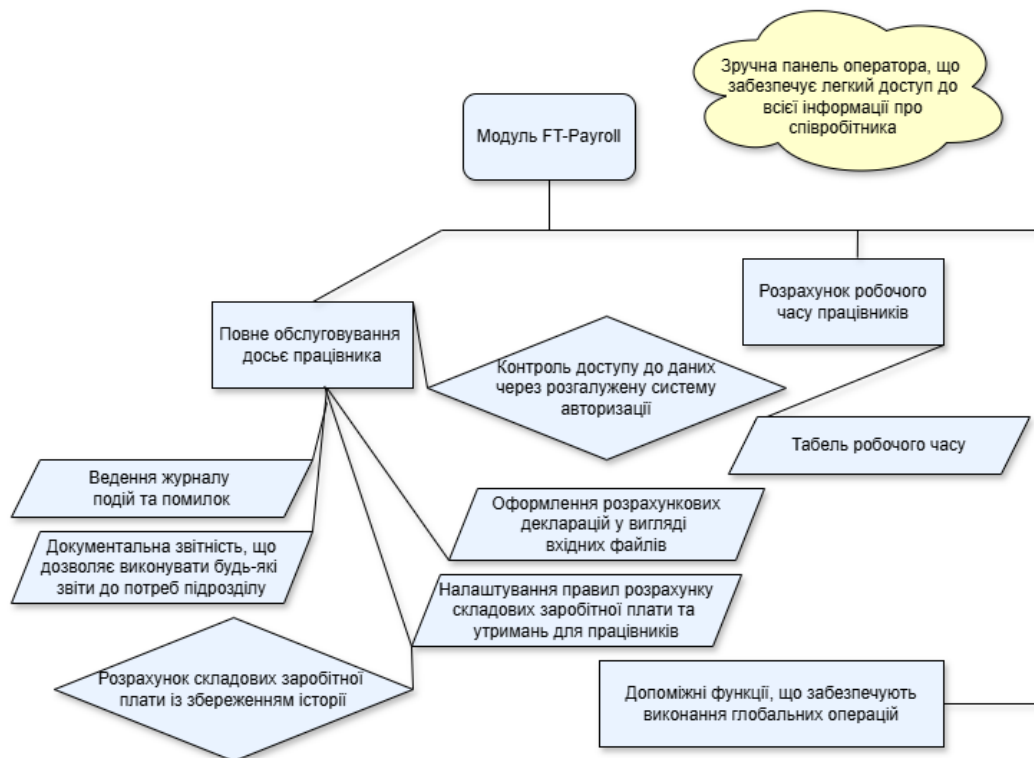 Зручна панель оператора, що
забезпечує легкий доступ до
всієї інформації про
співробітника
Модуль FT-Payroll
Розрахунок робочого
часу працівників
Повне обслуговування
досьє працівника
Контроль доступу до даних
через розгалужену систему
авторизації
Табель робочого часу
Ведення журналу
подій та помилок
Оформлення розрахункових
декларацій у вигляді
вхідних файлів
Документальна звітність, що
дозволяє виконувати будь-які
звіти до потреб підрозділу
Налаштування правил розрахунку
складових заробітної плати та
утримань для працівників
Розрахунок складових заробітної
плати із збереженням історії
Допоміжні функції, що забезпечують
виконання глобальних операцій